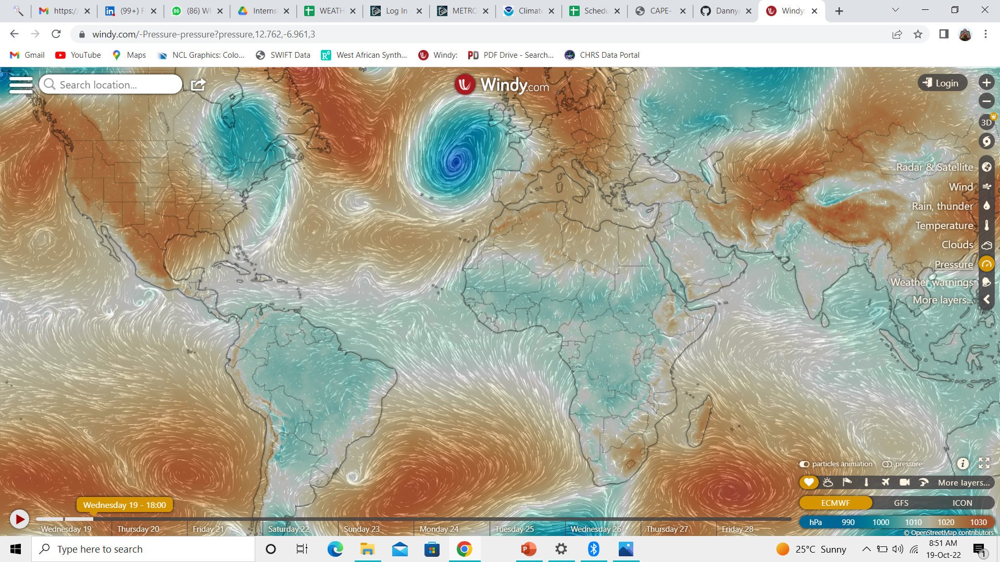 https:/
(99+) F
(86) Wh
Interns
WEATH
Log In
METRO
Climate
Schedu
CAPE-
Danny
Windy:
windy.com/-Pressure-pressure?pressure,12.762,-6.961,3
Gmail
YouTube
Maps
NCL Graphics: Colo...
SWIFT Data
West African Synth...
Windy:
PDF Drive - Search...
CHRS Data Portal
Search location...
Windy.com
Login
3D
Radar & Satellite
Wind
Rain, thunder
Temperature
Clouds
Pressure
Weather warnings
More layers...
particles animation
pressure
More layers...
ECMWF GFS ICON
hPa 990 1000 1010 1020 1030
© OpenStreetMap contributors
Wednesday 19 - 18:00
Wednesday 19
Thursday 20
Friday 21
Saturday 22
Sunday 23
Monday 24
Tuesday 25
Wednesday 26
Thursday 27
Friday 28
Type here to search
25°C Sunny
8:51 AM
19-Oct-22
1